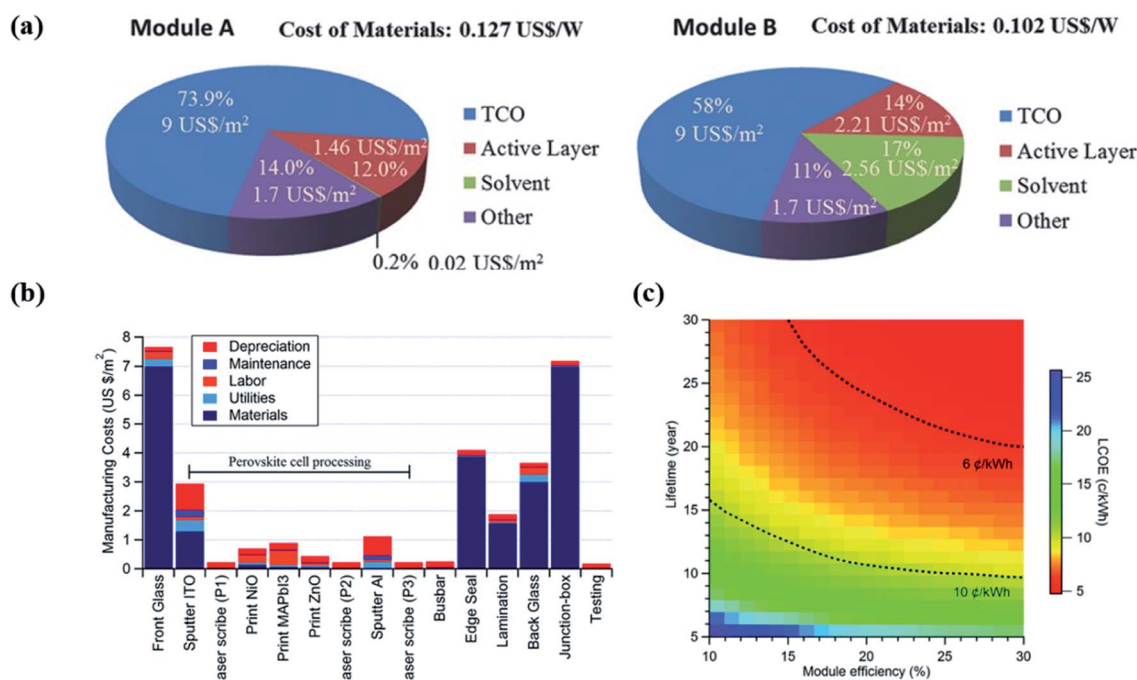 (a)
Module A
Cost of Materials: 0.127 US$/W
73.9%
9 US$/m²
1.46 US$/m²
12.0%
14.0%
1.7 US$/m²
0.2% 0.02 US$/m²
TCO
Active Layer
Solvent
Other
Module B
Cost of Materials: 0.102 US$/W
58%
9 US$/m²
14%
2.21 US$/m²
17%
2.56 US$/m²
11%
1.7 US$/m²
TCO
Active Layer
Solvent
Other
(b)
Manufacturing Costs (US $/m²)
8
7
6
5
4
3
2
1
0
Depreciation
Maintenance
Labor
Utilities
Materials
Perovskite cell processing
Front Glass
Sputter ITO
aser scribe (P1)
Print NiO
Print MAPbI3
Print ZnO
aser scribe (P2)
Sputter Al
aser scribe (P3)
Busbar
Edge Seal
Lamination
Back Glass
Junction-box
Testing
(c)
Lifetime (year)
30
25
20
15
10
5
6 ¢/kWh
10 ¢/kWh
10
15
20
25
30
Module efficiency (%)
25
20
15
10
5
LCOE (c/kWh)